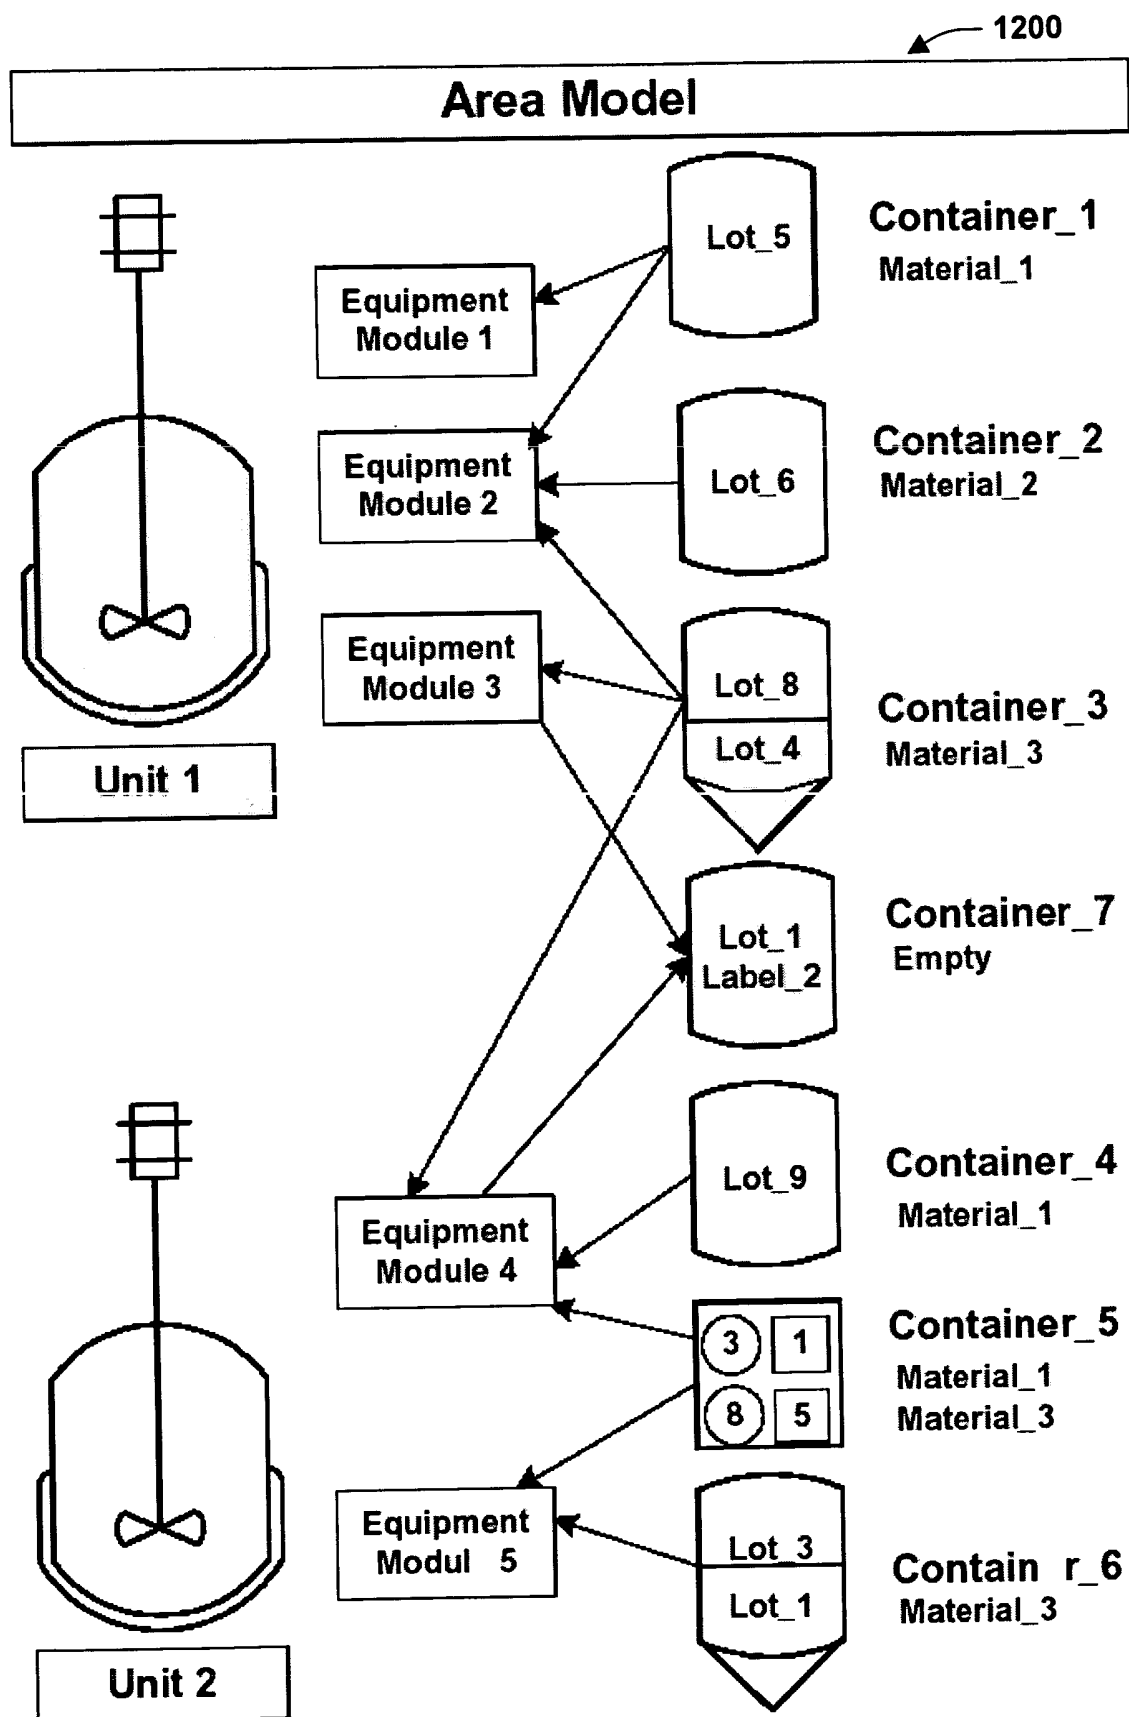 1200
Area Model
Lot_5
Container_1
Material_1
Equipment
Module 1
Equipment
Module 2
Lot_6
Container_2
Material_2
Equipment
Module 3
Lot_8
Lot_4
Container_3
Material_3
Unit 1
Lot_1
Label_2
Container_7
Empty
Lot_9
Container_4
Material_1
Equipment
Module 4
3 1
8 5
Container_5
Material_1
Material_3
Equipment
Modul 5
Lot_3
Lot_1
Contain r_6
Material_3
Unit 2